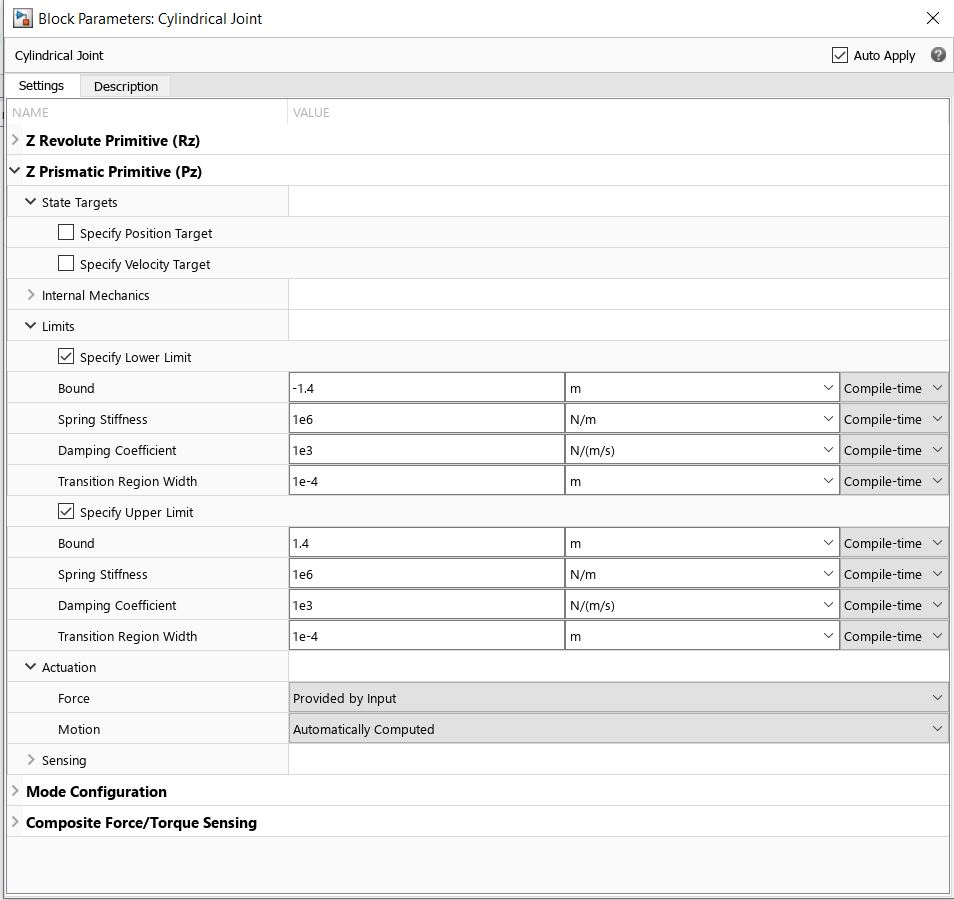 Block Parameters: Cylindrical Joint
Cylindrical Joint
Auto Apply
Settings Description
NAME VALUE
Z Revolute Primitive (Rz)
Z Prismatic Primitive (Pz)
State Targets
Specify Position Target
Specify Velocity Target
Internal Mechanics
Limits
Specify Lower Limit
Bound -1.4 m Compile-time
Spring Stiffness 1e6 N/m Compile-time
Damping Coefficient 1e3 N/(m/s) Compile-time
Transition Region Width 1e-4 m Compile-time
Specify Upper Limit
Bound 1.4 m Compile-time
Spring Stiffness 1e6 N/m Compile-time
Damping Coefficient 1e3 N/(m/s) Compile-time
Transition Region Width 1e-4 m Compile-time
Actuation
Force Provided by Input
Motion Automatically Computed
Sensing
Mode Configuration
Composite Force/Torque Sensing